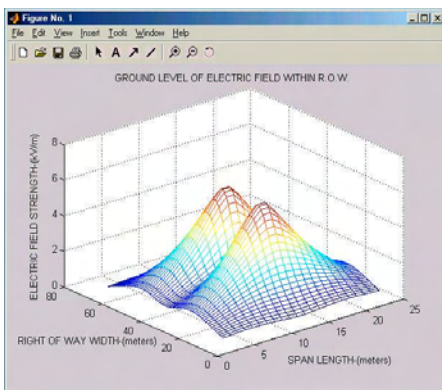 Figure No. 1
File Edit View Insert Tools Window Help
A
GROUND LEVEL OF ELECTRIC FIELD WITHIN R.O.W.
ELECTRIC FIELD STRENGTH-(kV/m)
8
6
4
2
0
80
60
40
20
0
RIGHT OF WAY WIDTH-(meters)
0
5
10
15
20
25
SPAN LENGTH-(meters)